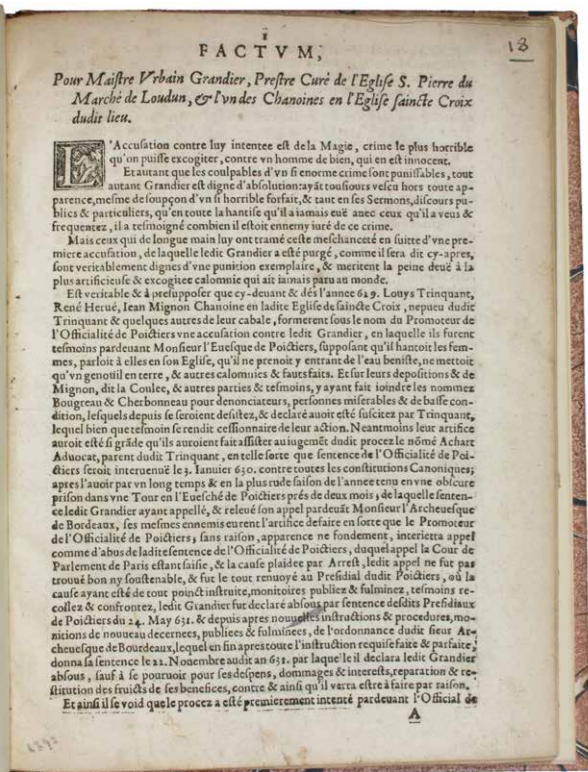 1
FACTVM,
18
Pour Maistre Vrbain Grandier, Prestre Curé de l'Eglise S. Pierre du
Marché de Loudun, & l'vn des Chanoines en l'Eglise saincte Croix
dudit lieu.
L'Accusation contre luy intentee est de la Magie, crime le plus horrible
qu'on puisse excogiter, contre vn homme de bien, qui en est innocent.
Et autant que les coulpables d'vn si enorme crime sont punissables, tout
autant Grandier est digne d'absolution: ayāt tousiours vescu hors toute ap-
parence, mesme de soupçon d'vn si horrible forfait, & tant en ses Sermons, discours pu-
blics & particuliers, qu'en toute la hantise qu'il a iamais euë anec ceux qu'il a veus &
frequentez, il a tesmoigné combien il estoit ennemy iuré de ce crime.
Mais ceux qui de longue main luy ont tramé ceste meschanceté en suitte d'vne pre-
miere accusation, de laquelle ledit Grandier a esté purgé, comme il sera dit cy-apres,
sont veritablement dignes d'vne punition exemplaire, & meritent la peine deuë à la
plus artificieuse & excogitee calomnie qui ait iamais paru au monde.
Est veritable & à presupposer que cy-deuant & dés l'annee 629. Louys Trinquant,
René Herué, Iean Mignon Chanoine en ladite Eglise de saincte Croix, nepueu dudit
Trinquant & quelques autres de leur cabale, formerent sous le nom du Promoteur de
l'Officialité de Poictiers vne accusation contre ledit Grandier, en laquelle ils furent
tesmoins pardeuant Monsieur l'Euesque de Poictiers, supposant qu'il hantoit les fem-
mes, parloit à elles en son Eglise, qu'il ne prenoit y entrant de l'eau beniste, ne mettoit
qu'vn genoüil en terre, & autres calomnies & fauts faits. Et sur leurs depositions & de
Mignon, dit la Coulee, & autres parties & tesmoins, y ayant fait ioindre les nommez
Bougreau & Cherbonneau pour denonciateurs, personnes miserables & de basse con-
dition, lesquels depuis se seroient desistez, & declaré auoir esté suscitez par Trinquant,
lequel bien que tesmoin se rendit cessionnaire de leur action. Neantmoins leur artifice
auroit esté si grāde qu'ils auroient fait assister au iugemēt dudit procez le nōmé Achart
Aduocat, parent dudit Trinquant, en telle sorte que sentence de l'Officialité de Poi-
ctiers seroit interuenuë le 3. Ianuier 630. contre toutes les constitutions Canoniques;
apres l'auoir par vn long temps & en la plus rude saison de l'annee tenu en vne obscure
prison dans vne Tour en l'Euesché de Poictiers prés de deux mois; de laquelle senten-
ce ledit Grandier ayant appellé, & releué son appel pardeuāt Monsieur l'Archeuesque
de Bordeaux, ses mesmes ennemis eurent l'artifice de faire en sorte que le Promoteur
de l'Officialité de Poictiers, sans raison, apparence ne fondement, interietta appel
comme d'abus de ladite sentence de l'Officialité de Poictiers, duquel appel la Cour de
Parlement de Paris estant saisie, & la cause plaidee par Arrest, ledit appel ne fut pas
trouué bon ny soustenable, & fut le tout renuoyé au Presidial dudit Poictiers, où la
cause ayant esté de tout poinct instruite, monitoires publiez & fulminez, tesmoins re-
collez & confrontez, ledit Grandier fut declaré absous par sentence desdits Presidiaux
de Poictiers du 24. May 631. & depuis apres nouuelles instructions & procedures, mo-
nitions de nouueau decernees, publiees & fulminees, de l'ordonnance dudit sieur Ar-
cheuesque de Bourdeaux, lequel en fin apres toute l'instruction requise faite & parfaite,
donna sa sentence le 22. Nouembre audit an 631. par laquel'le il declara ledit Grandier
absous, sauf à se pouruoir pour ses despens, dommages & interests, reparation & re-
stitution des fruicts de ses benefices, contre & ainsi qu'il verra estre à faire par raison.
Et ainsi il se void que le procez a esté premierement intenté pardeuant l'Official de
A